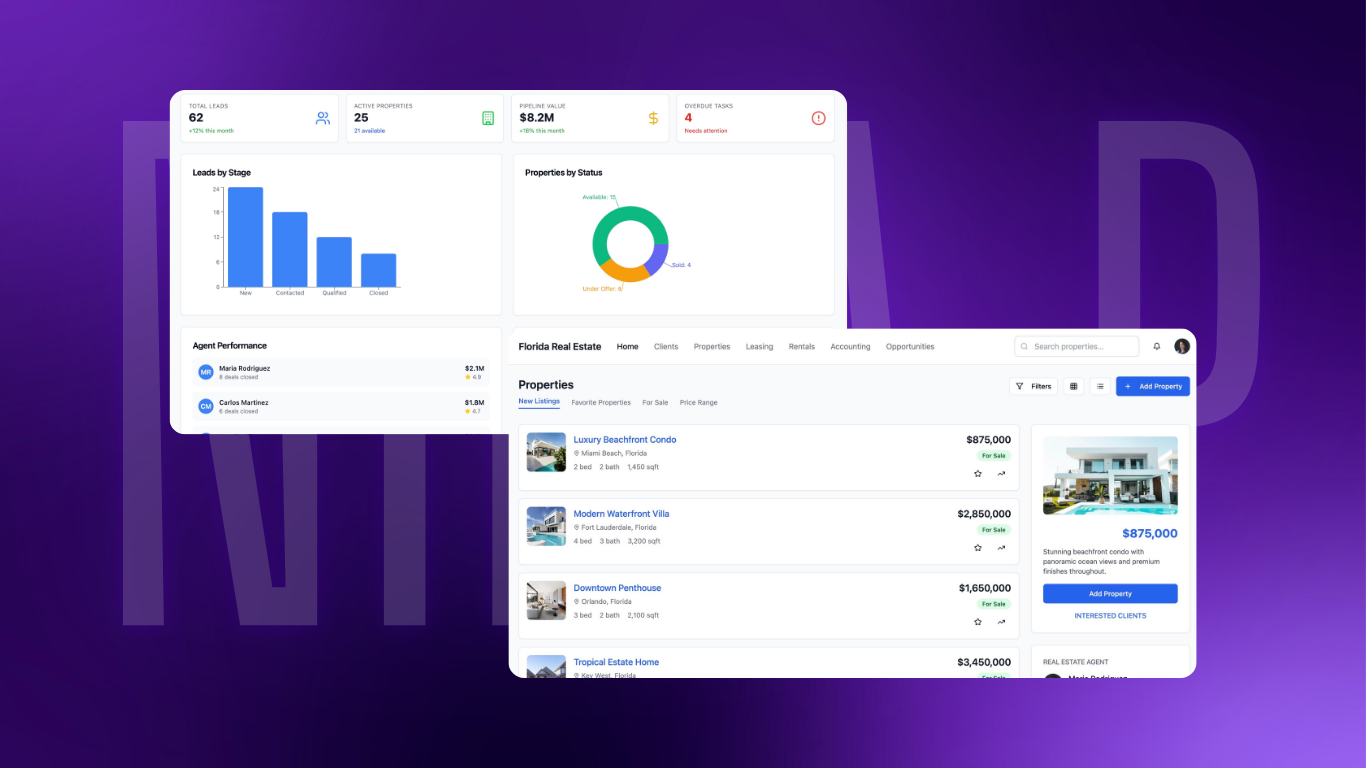 TOTAL LEADS
62
+12% this month
ACTIVE PROPERTIES
25
21 available
PIPELINE VALUE
$8.2M
+18% this month
OVERDUE TASKS
4
Needs attention
Leads by Stage
24
18
12
6
0
New Contacted Qualified Closed
Properties by Status
Available: 15
Sold: 4
Under Offer: 6
Agent Performance
MR Maria Rodriguez $2.1M
8 deals closed 4.9
CM Carlos Martinez $1.8M
6 deals closed 4.7
Florida Real Estate Home Clients Properties Leasing Rentals Accounting Opportunities Search properties...
Properties
Filters
+ Add Property
New Listings Favorite Properties For Sale Price Range
Luxury Beachfront Condo $875,000
Miami Beach, Florida For Sale
2 bed 2 bath 1,450 sqft
Modern Waterfront Villa $2,850,000
Fort Lauderdale, Florida For Sale
4 bed 3 bath 3,200 sqft
Downtown Penthouse $1,650,000
Orlando, Florida For Sale
3 bed 2 bath 2,100 sqft
Tropical Estate Home $3,450,000
Key West, Florida For Sale
$875,000
Stunning beachfront condo with
panoramic ocean views and premium
finishes throughout.
Add Property
INTERESTED CLIENTS
REAL ESTATE AGENT
Maria Rodriguez